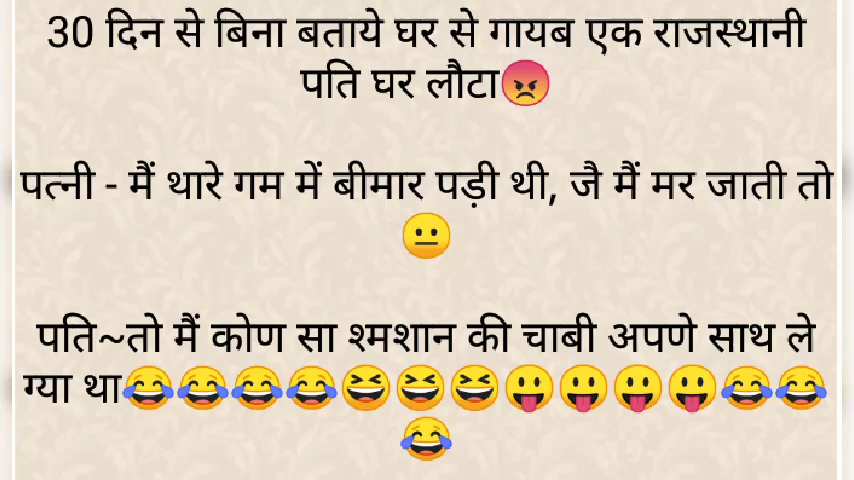 30 दिन से बिना बताये घर से गायब एक राजस्थानी
पति घर लौटा😡
पत्नी - मैं थारे गम में बीमार पड़ी थी, जै मैं मर जाती तो
😐
पति~तो मैं कोण सा श्मशान की चाबी अपणे साथ ले
ग्या था😂😂😂😂😆😆😆😛😛😛😛😂😂
😂